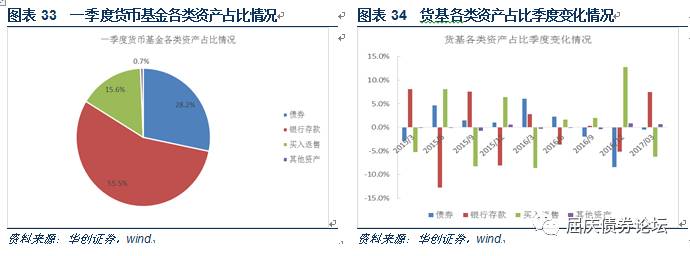 图表 33 一季度货币基金各类资产占比情况
一季度货币基金各类资产占比情况
0.7%
15.6%
28.2%
55.5%
债券
银行存款
买入返售
其他资产
资料来源：华创证券，wind、
图表 34 货基各类资产占比季度变化情况
货基各类资产占比季度变化情况
15.0%
10.0%
5.0%
0.0%
-5.0%
-10.0%
-15.0%
2015/3 2015/6 2015/9 2015/12 2016/3 2016/6 2016/9 2016/12 2017/03
债券 银行存款 买入返售 其他资产
资料来源：华创证券，wind、
屈庆债券论坛